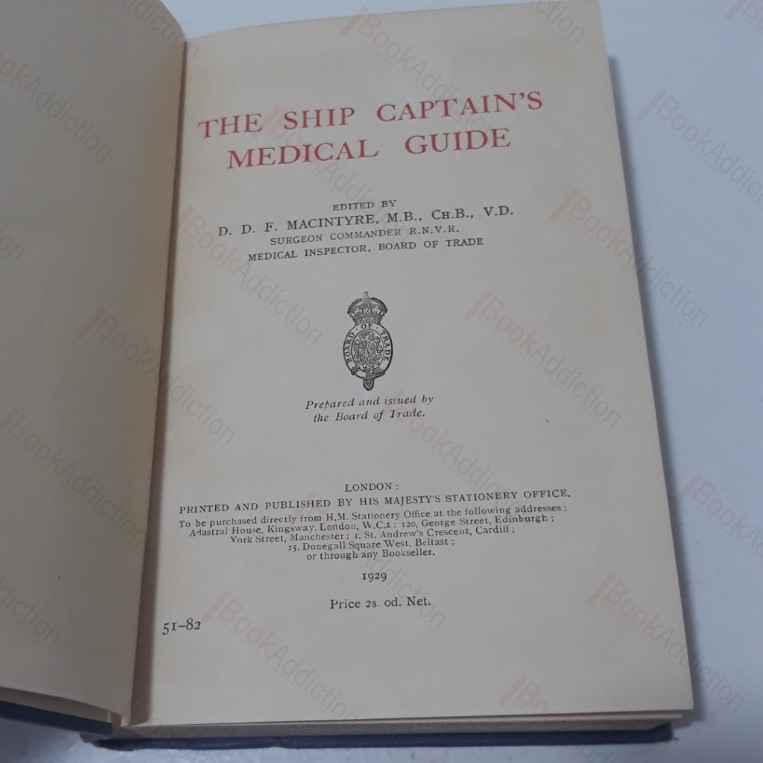 THE SHIP CAPTAIN'S
MEDICAL GUIDE
EDITED BY
D. D. F. MACINTYRE, M.B., CH.B., V.D.
SURGEON COMMANDER R.N.V.R.
MEDICAL INSPECTOR, BOARD OF TRADE
BOARD OF TRADE
Prepared and issued by
the Board of Trade.
LONDON:
PRINTED AND PUBLISHED BY HIS MAJESTY'S STATIONERY OFFICE.
To be purchased directly from H.M. Stationery Office at the following addresses:
Adastral House, Kingsway, London, W.C.2; 120, George Street, Edinburgh;
York Street, Manchester; 1, St. Andrew's Crescent, Cardiff;
15, Donegall Square West, Belfast;
or through any Bookseller.
1929
Price 2s. 0d. Net.
51-82
BookAddiction